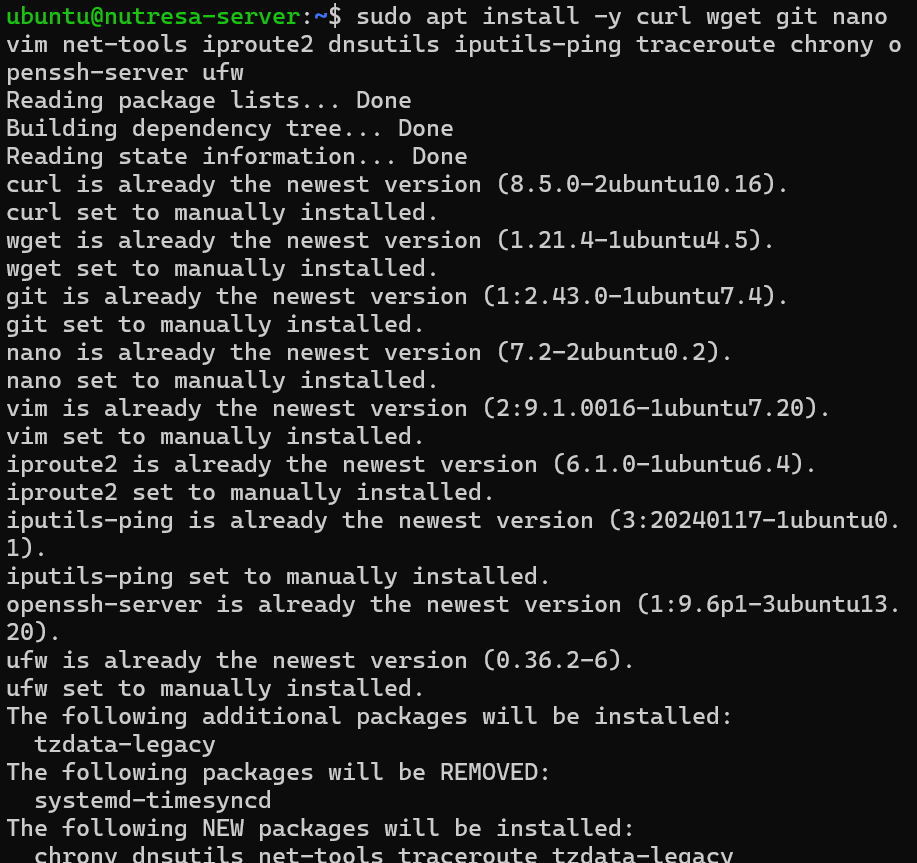 ubuntu@nutresa-server:~$ sudo apt install -y curl wget git nano
vim net-tools iproute2 dnsutils iputils-ping traceroute chrony o
penssh-server ufw
Reading package lists... Done
Building dependency tree... Done
Reading state information... Done
curl is already the newest version (8.5.0-2ubuntu10.16).
curl set to manually installed.
wget is already the newest version (1.21.4-1ubuntu4.5).
wget set to manually installed.
git is already the newest version (1:2.43.0-1ubuntu7.4).
git set to manually installed.
nano is already the newest version (7.2-2ubuntu0.2).
nano set to manually installed.
vim is already the newest version (2:9.1.0016-1ubuntu7.20).
vim set to manually installed.
iproute2 is already the newest version (6.1.0-1ubuntu6.4).
iproute2 set to manually installed.
iputils-ping is already the newest version (3:20240117-1ubuntu0.
1).
iputils-ping set to manually installed.
openssh-server is already the newest version (1:9.6p1-3ubuntu13.
20).
ufw is already the newest version (0.36.2-6).
ufw set to manually installed.
The following additional packages will be installed:
  tzdata-legacy
The following packages will be REMOVED:
  systemd-timesyncd
The following NEW packages will be installed:
  chrony dnsutils net-tools traceroute tzdata-legacy